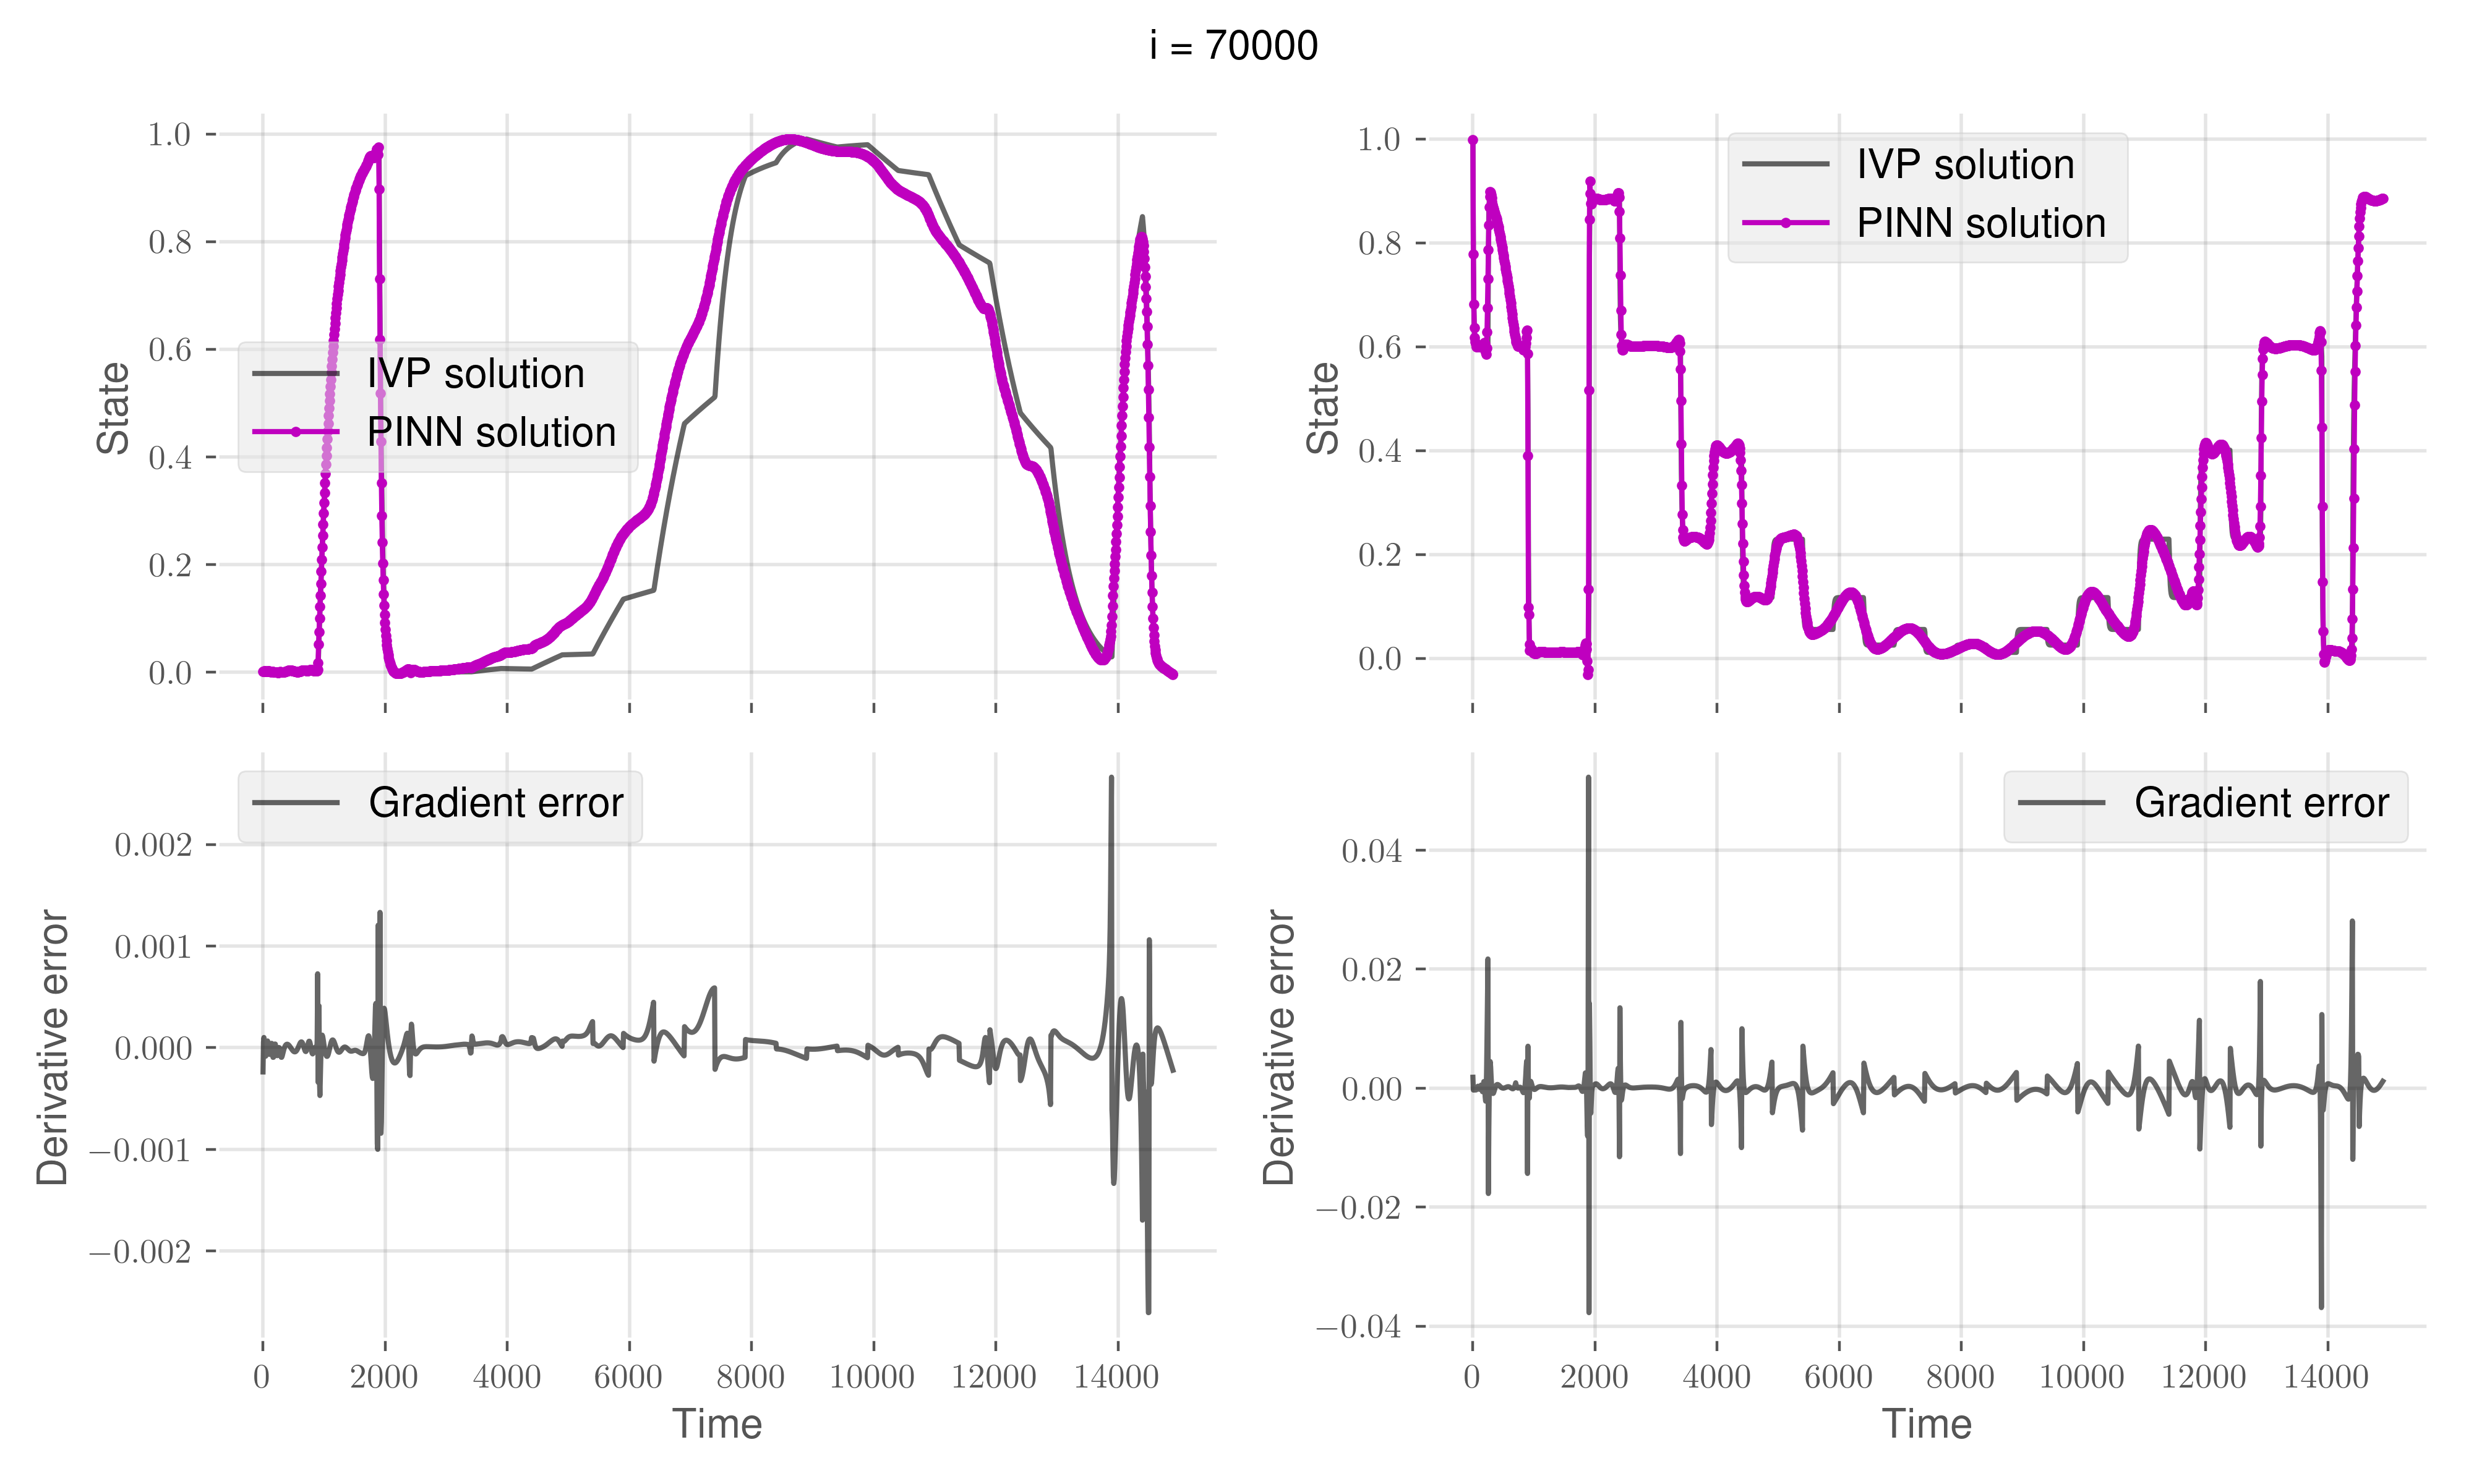 i = 70000
State
1.0
0.8
0.6
0.4
0.2
0.0
IVP solution
PINN solution
State
1.0
0.8
0.6
0.4
0.2
0.0
IVP solution
PINN solution
Derivative error
0.002
0.001
0.000
−0.001
−0.002
Gradient error
0 2000 4000 6000 8000 10000 12000 14000
Time
Derivative error
0.04
0.02
0.00
−0.02
−0.04
Gradient error
0 2000 4000 6000 8000 10000 12000 14000
Time